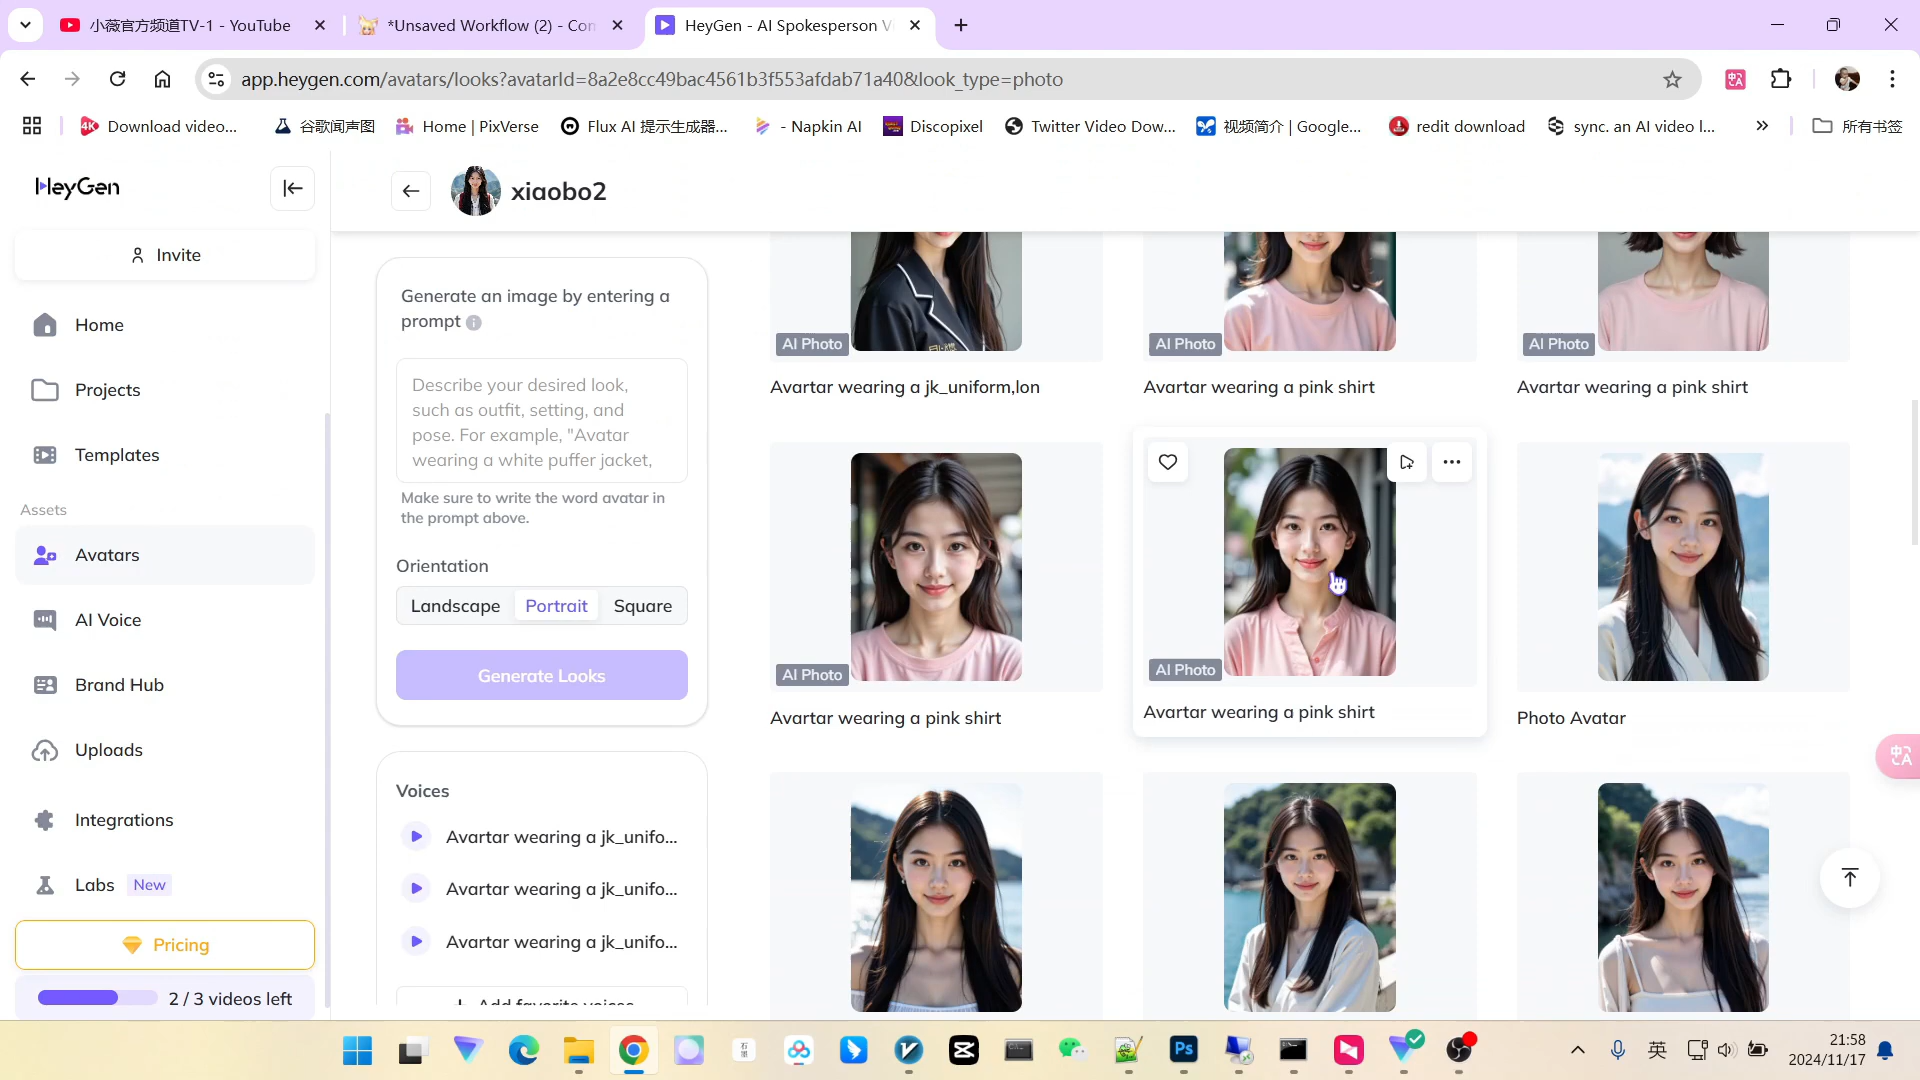 小薇官方频道TV-1 - YouTube
*Unsaved Workflow (2) - Con
HeyGen - AI Spokesperson V
app.heygen.com/avatars/looks?avatarId=8a2e8cc49bac4561b3f553afdab71a40&look_type=photo
Download video...
谷歌闻声图
Home | PixVerse
Flux AI 提示生成器...
- Napkin AI
Discopixel
Twitter Video Dow...
视频简介 | Google...
redit download
sync. an AI video l...
所有书签
HeyGen
xiaobo2
Invite
Home
Projects
Templates
Assets
Avatars
AI Voice
Brand Hub
Uploads
Integrations
Labs New
Pricing
2 / 3 videos left
Generate an image by entering a
prompt
Describe your desired look,
such as outfit, setting, and
pose. For example, "Avatar
wearing a white puffer jacket,
Make sure to write the word avatar in
the prompt above.
Orientation
Landscape Portrait Square
Generate Looks
Voices
Avartar wearing a jk_unifo...
Avartar wearing a jk_unifo...
Avartar wearing a jk_unifo...
+ Add favorite voices
AI Photo
AI Photo
AI Photo
Avartar wearing a jk_uniform,lon
Avartar wearing a pink shirt
Avartar wearing a pink shirt
AI Photo
AI Photo
Avartar wearing a pink shirt
Avartar wearing a pink shirt
Photo Avatar
英
21:58
2024/11/17